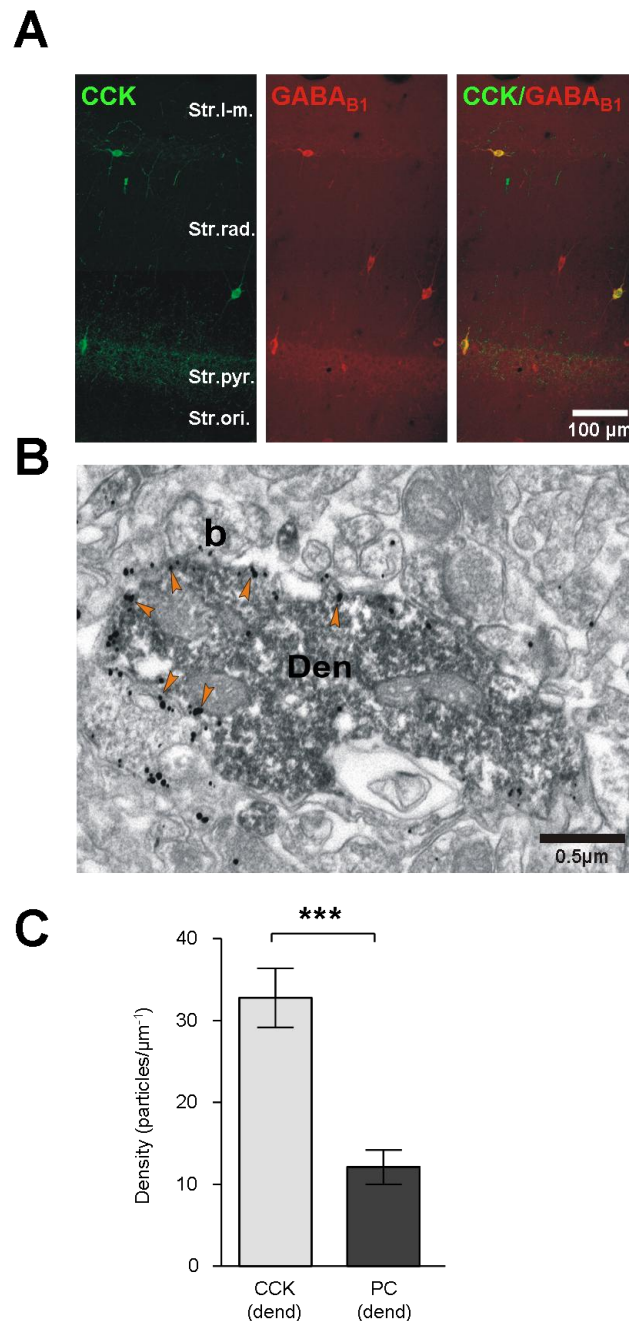 A
CCK
GABAB1
CCK/GABAB1
Str.l-m.
Str.rad.
Str.pyr.
Str.ori.
100 µm
B
b
Den
0.5µm
C
***
Density (particles/µm⁻¹)
40
30
20
10
0
CCK
(dend)
PC
(dend)